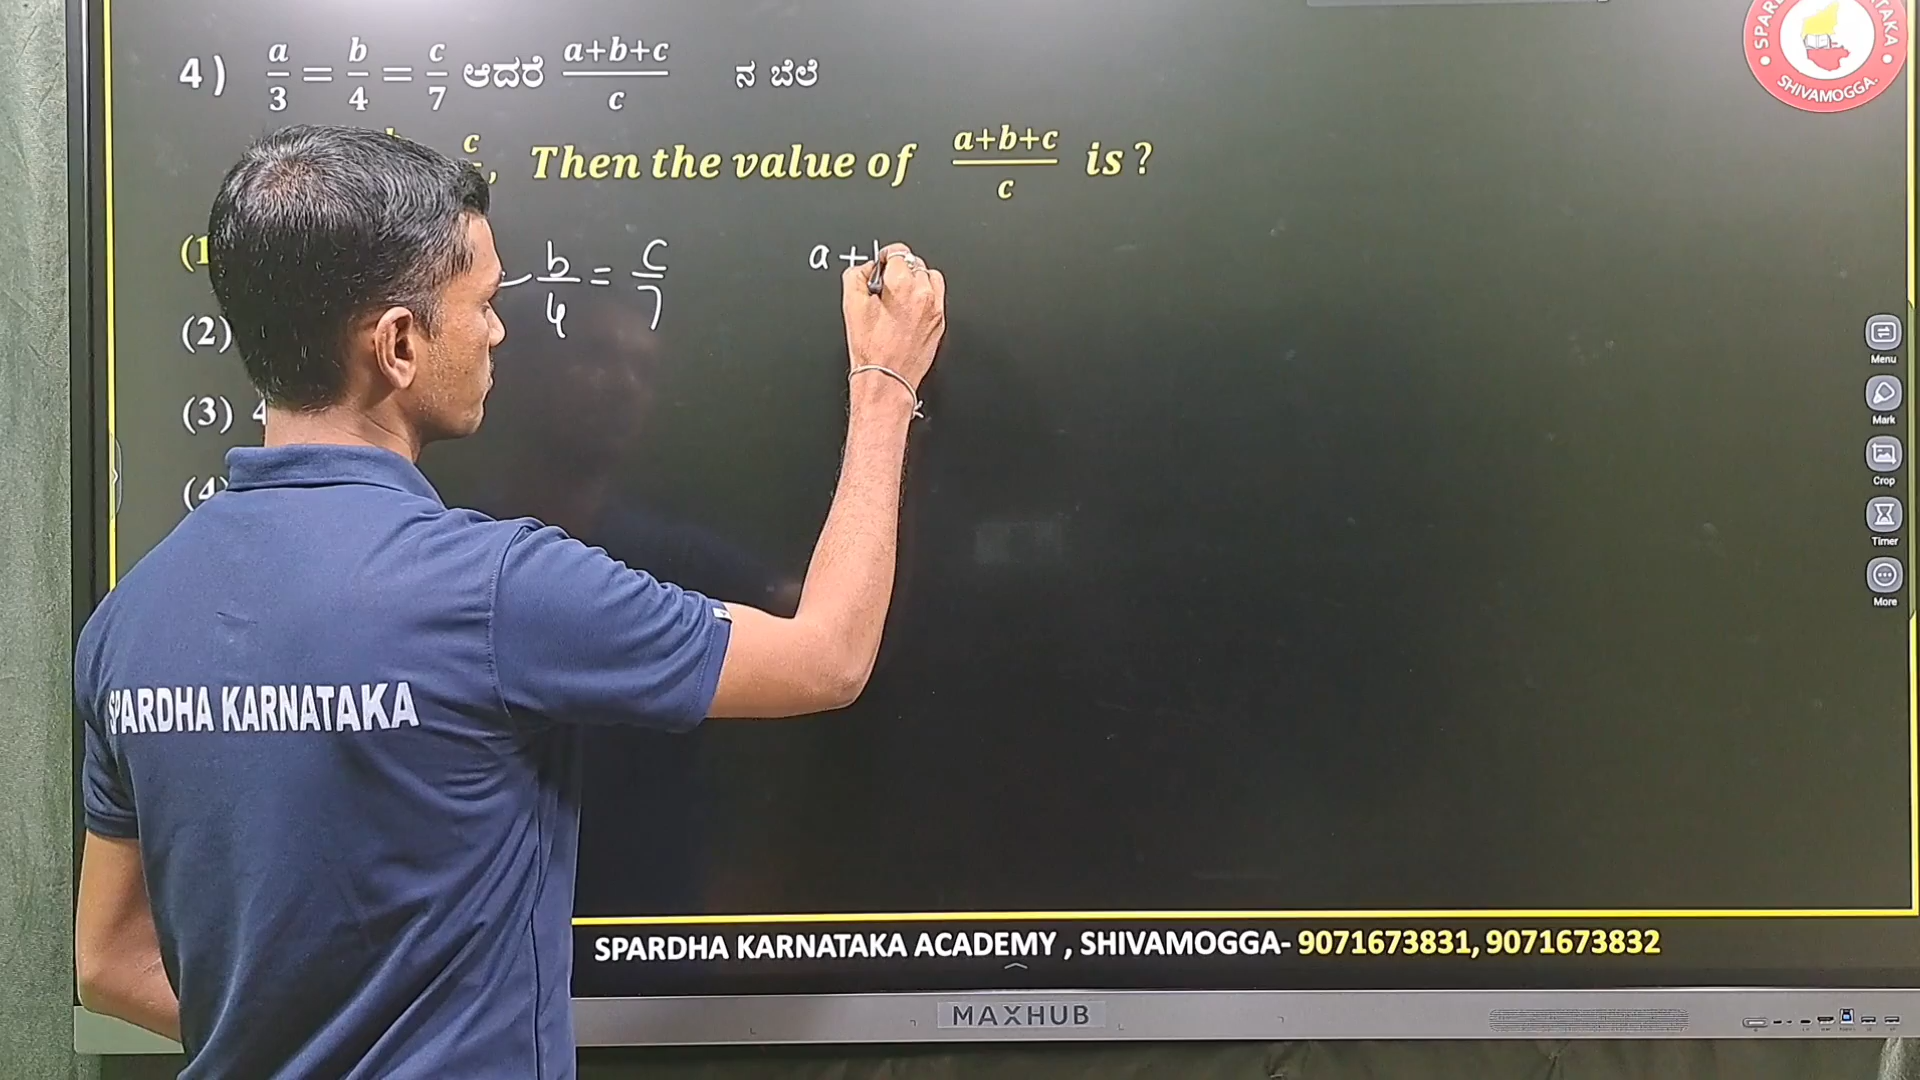 4) a/3 = b/4 = c/7 ಆದರೆ (a+b+c)/c ನ ಬೆಲೆ
c, Then the value of (a+b+c)/c is ?
(1
b/4 = c/7 a +
(2)
(3) 4
(4)
SPARDHA KARNATAKA
SHIVAMOGGA.
Menu
Mark
Crop
Timer
More
SPARDHA KARNATAKA ACADEMY , SHIVAMOGGA- 9071673831, 9071673832
MAXHUB